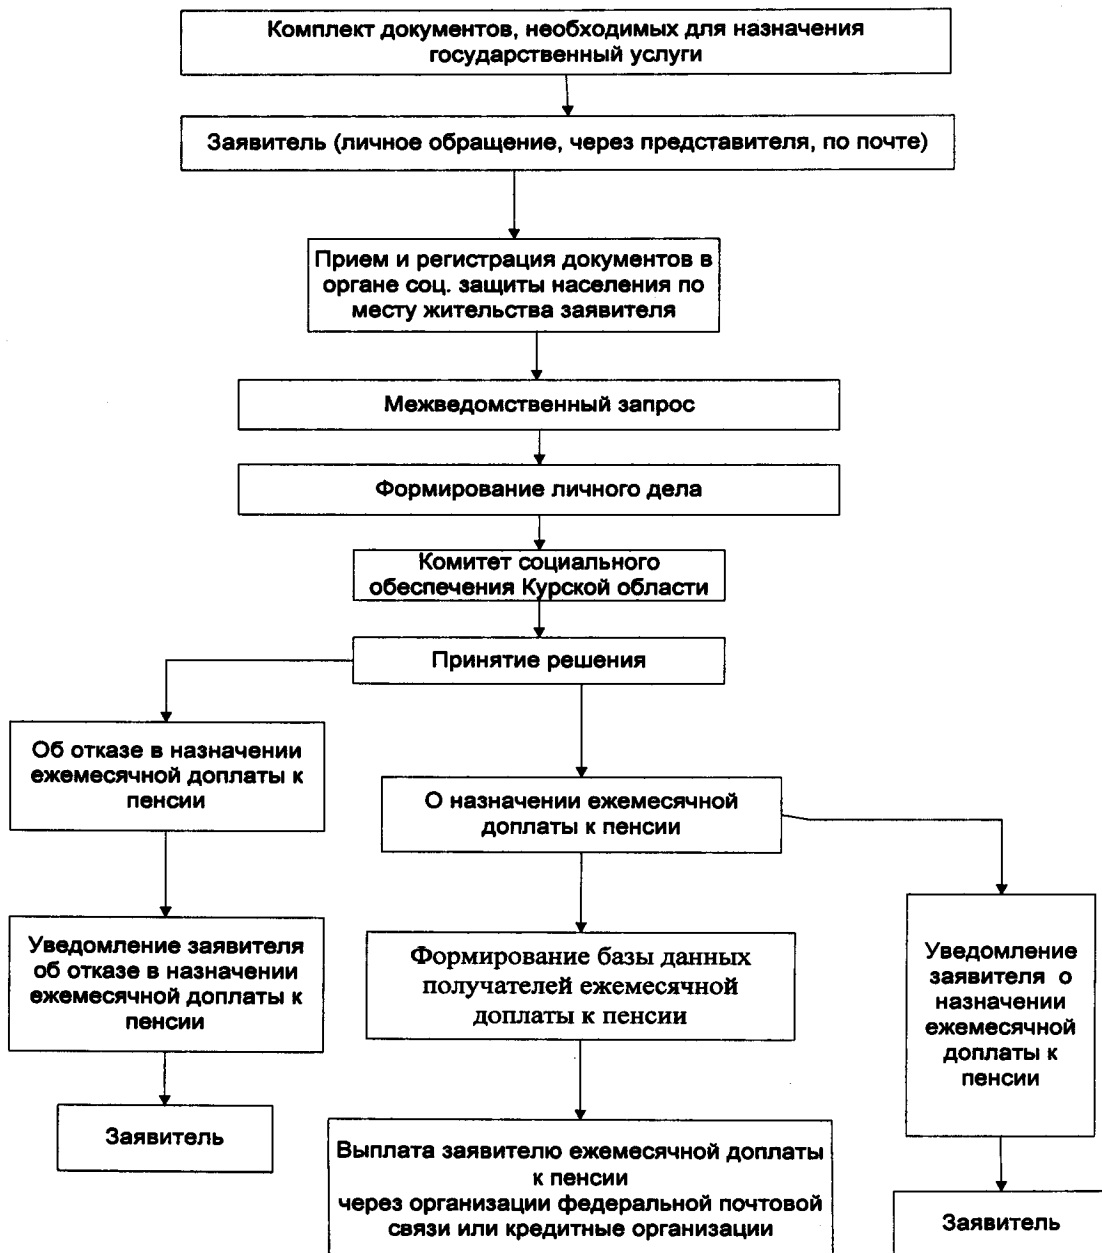 Комплект документов, необходимых для назначения
государственный услуги
Заявитель (личное обращение, через представителя, по почте)
Прием и регистрация документов в
органе соц. защиты населения по
месту жительства заявителя
Межведомственный запрос
Формирование личного дела
Комитет социального
обеспечения Курской области
Принятие решения
Об отказе в назначении
ежемесячной доплаты к
пенсии
О назначении ежемесячной
доплаты к пенсии
Уведомление заявителя
об отказе в назначении
ежемесячной доплаты к
пенсии
Формирование базы данных
получателей ежемесячной
доплаты к пенсии
Уведомление
заявителя о
назначении
ежемесячной
доплаты к
пенсии
Заявитель
Выплата заявителю ежемесячной доплаты
к пенсии
через организации федеральной почтовой
связи или кредитные организации
Заявитель